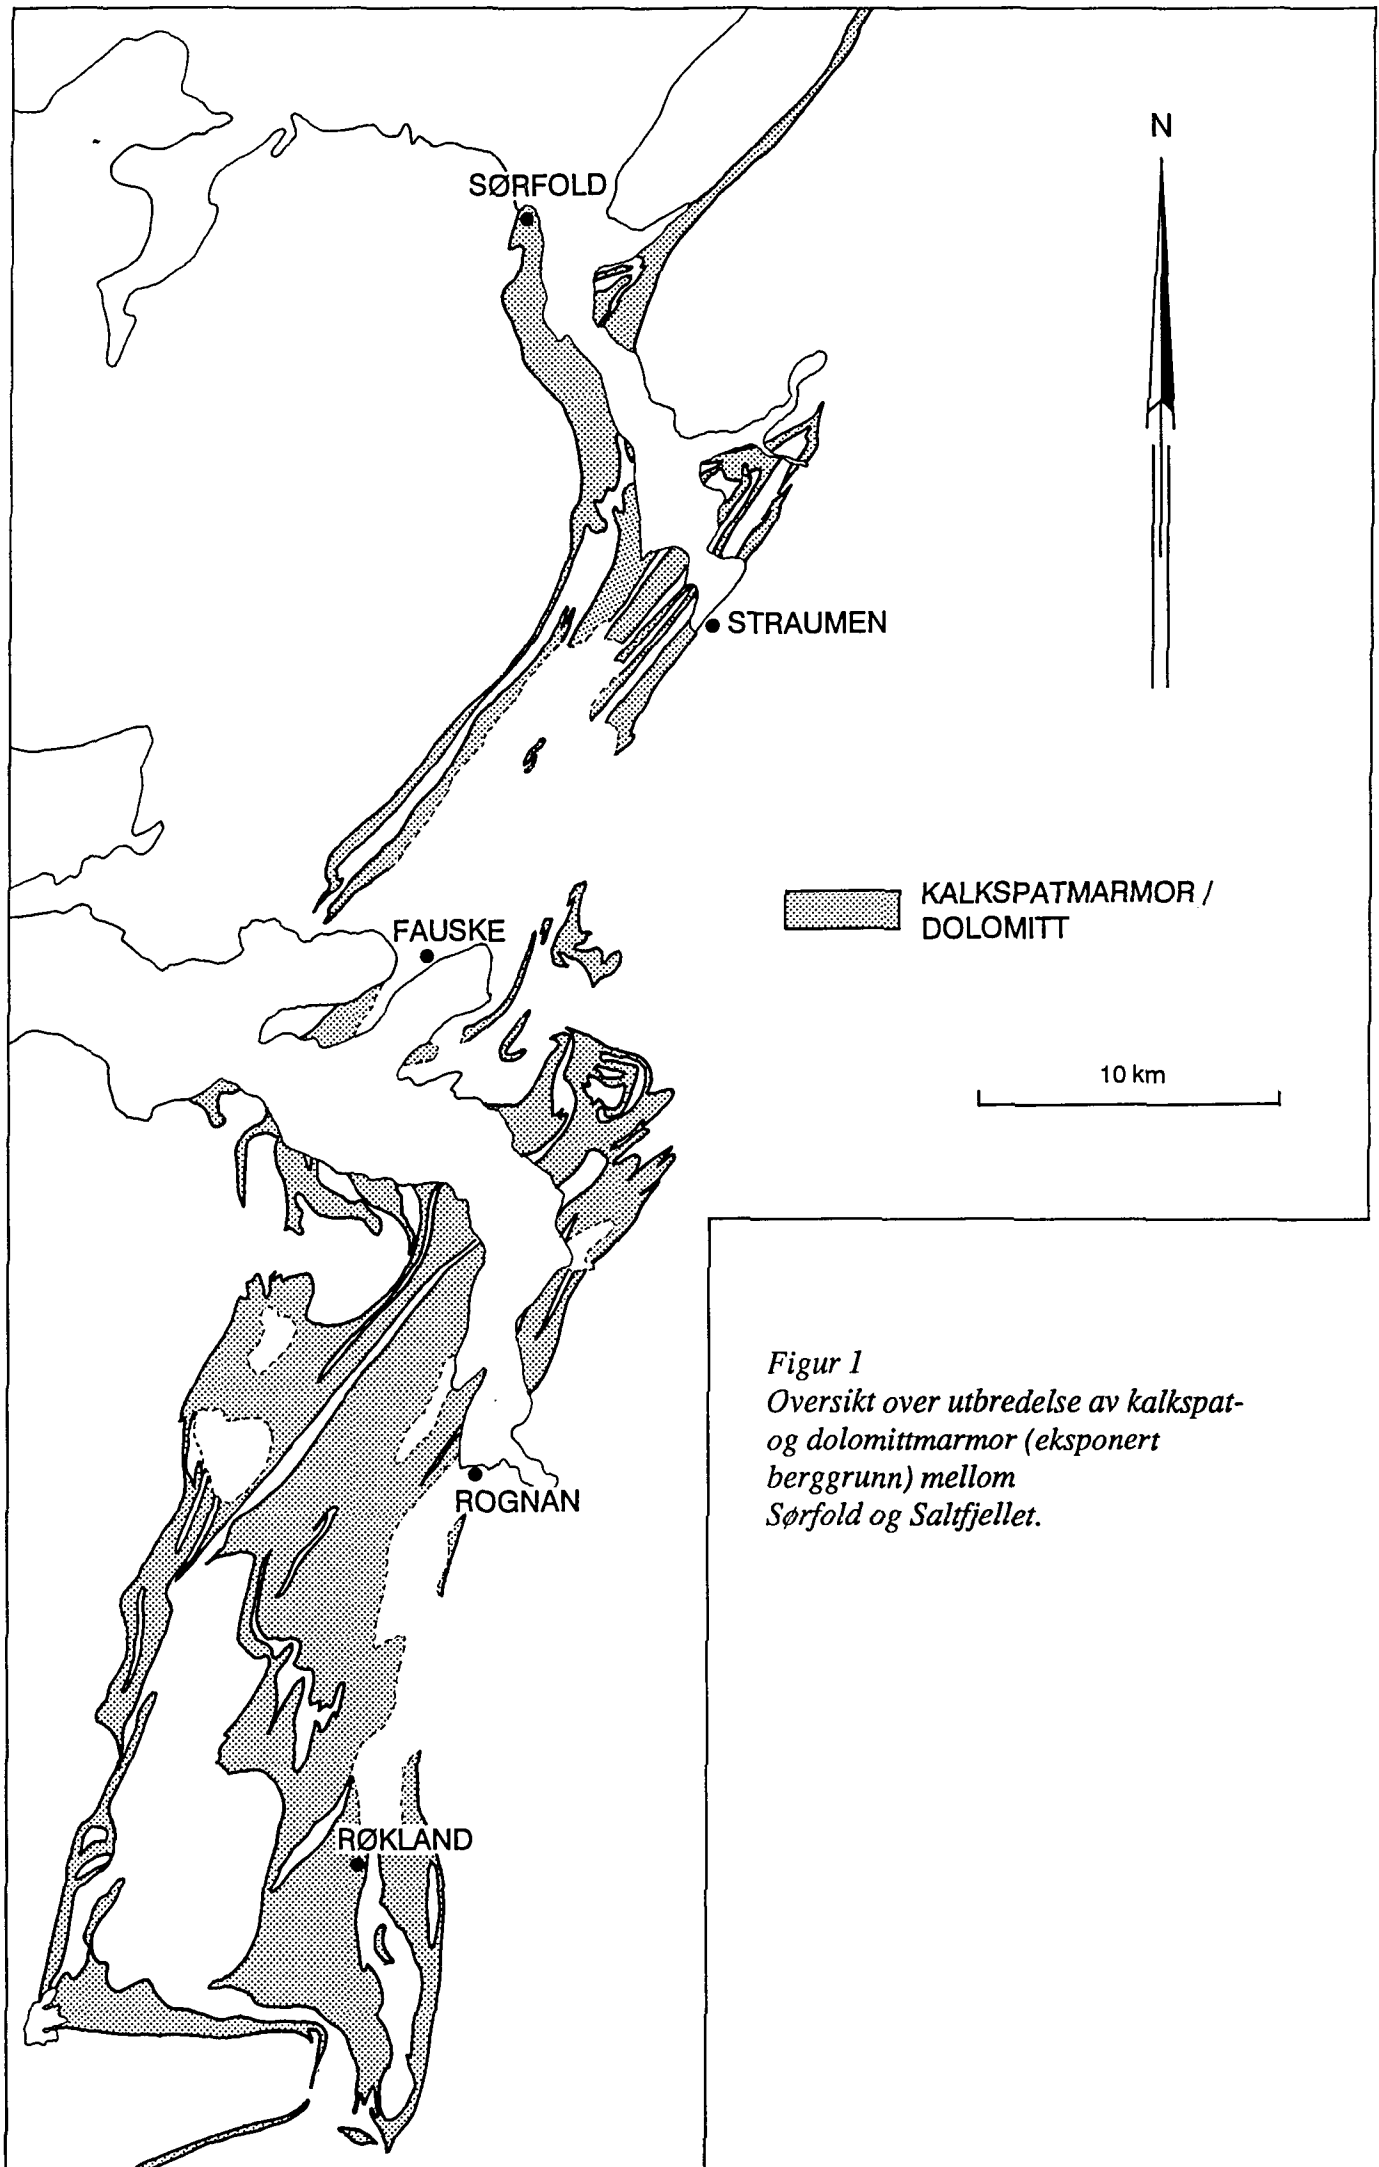 N
SØRFOLD
STRAUMEN
KALKSPATMARMOR /
DOLOMITT
FAUSKE
10 km
Figur 1
Oversikt over utbredelse av kalkspat-
og dolomittmarmor (eksponert
berggrunn) mellom
Sørfold og Saltfjellet.
ROGNAN
RØKLAND